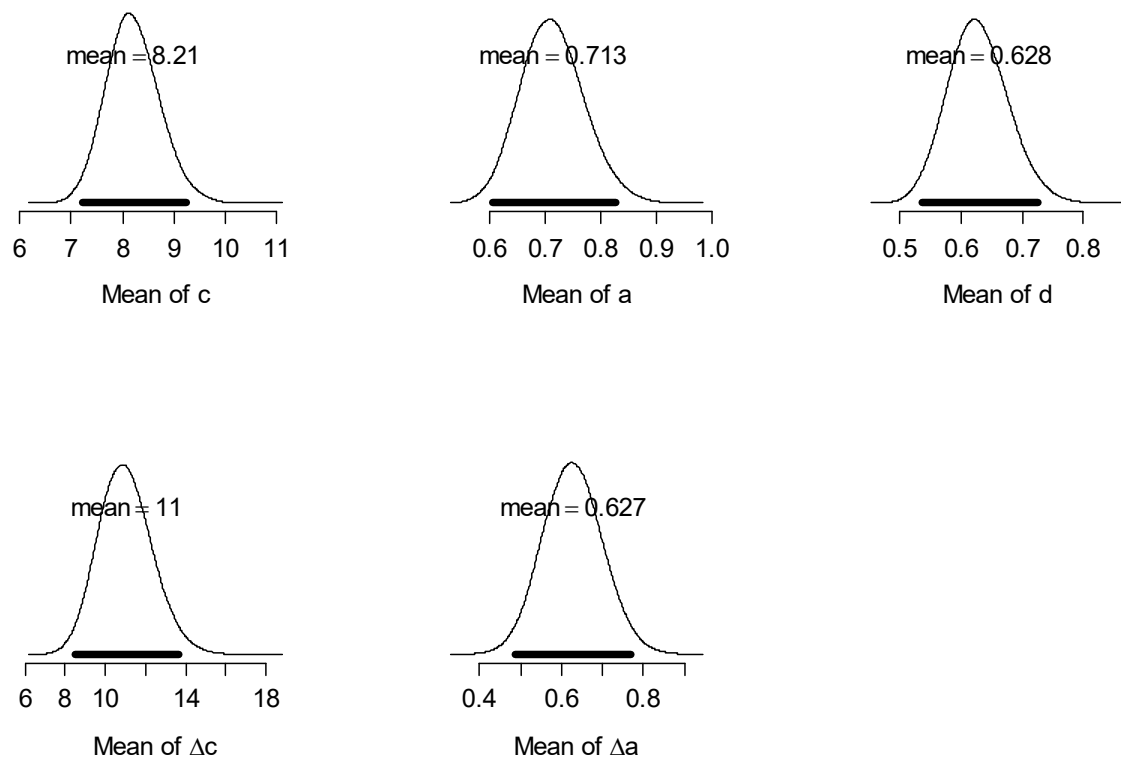 mean = 8.21
6 7 8 9 10 11
Mean of c
mean = 0.713
0.6 0.7 0.8 0.9 1.0
Mean of a
mean = 0.628
0.5 0.6 0.7 0.8
Mean of d
mean = 11
6 8 10 14 18
Mean of Δc
mean = 0.627
0.4 0.6 0.8
Mean of Δa